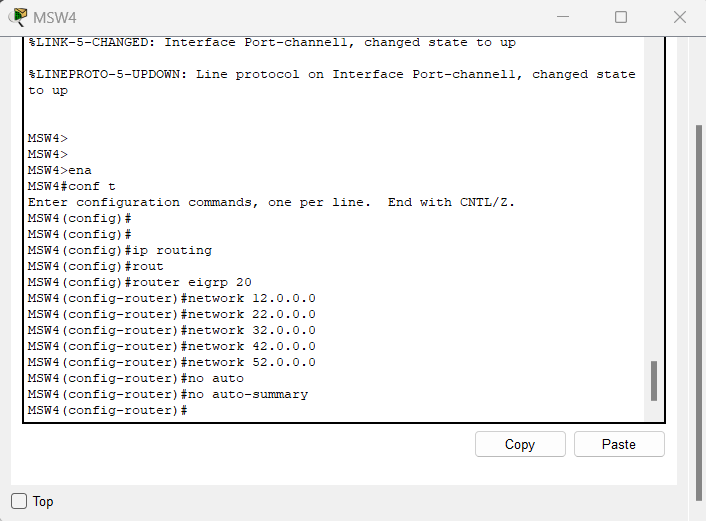 MSW4
%LINK-5-CHANGED: Interface Port-channel1, changed state to up
%LINEPROTO-5-UPDOWN: Line protocol on Interface Port-channel1, changed state
to up
MSW4>
MSW4>
MSW4>ena
MSW4#conf t
Enter configuration commands, one per line.  End with CNTL/Z.
MSW4(config)#
MSW4(config)#
MSW4(config)#ip routing
MSW4(config)#rout
MSW4(config)#router eigrp 20
MSW4(config-router)#network 12.0.0.0
MSW4(config-router)#network 22.0.0.0
MSW4(config-router)#network 32.0.0.0
MSW4(config-router)#network 42.0.0.0
MSW4(config-router)#network 52.0.0.0
MSW4(config-router)#no auto
MSW4(config-router)#no auto-summary
MSW4(config-router)#
Copy
Paste
Top